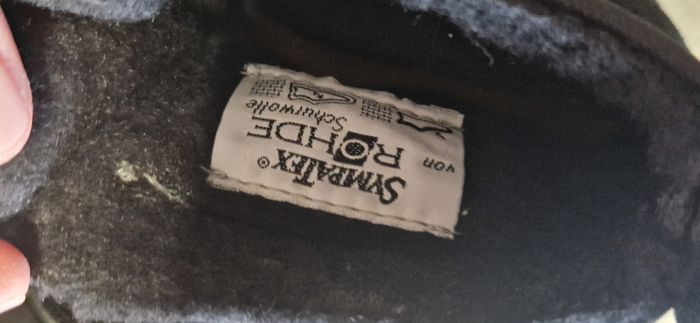 SYMPATEX®
von
ROHDE
Schurwolle